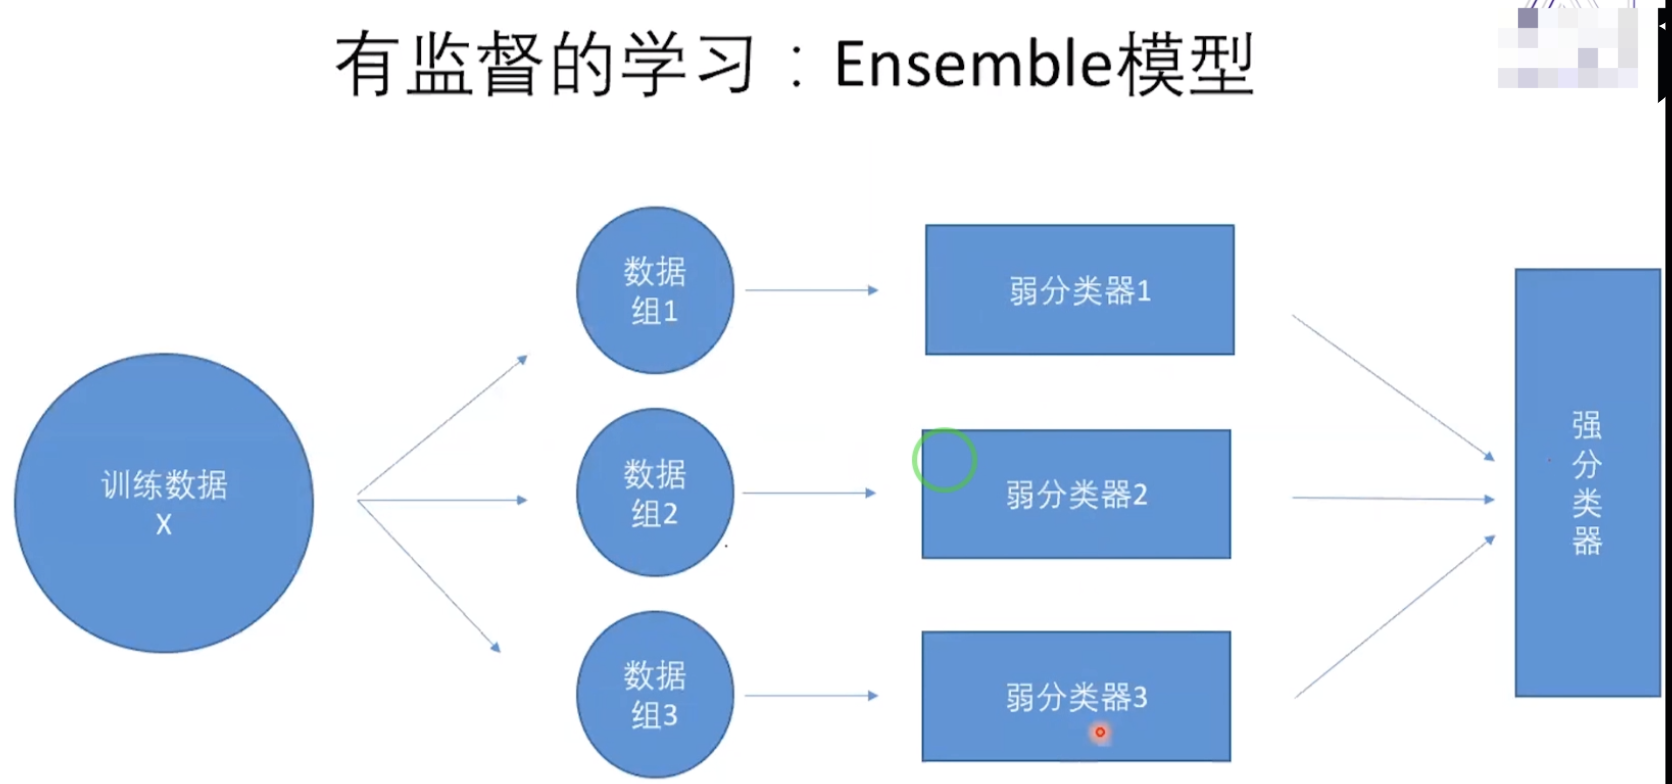 有监督的学习：Ensemble模型
数据
组1
弱分类器1
训练数据
X
数据
组2
弱分类器2
数据
组3
弱分类器3
强
分
类
器